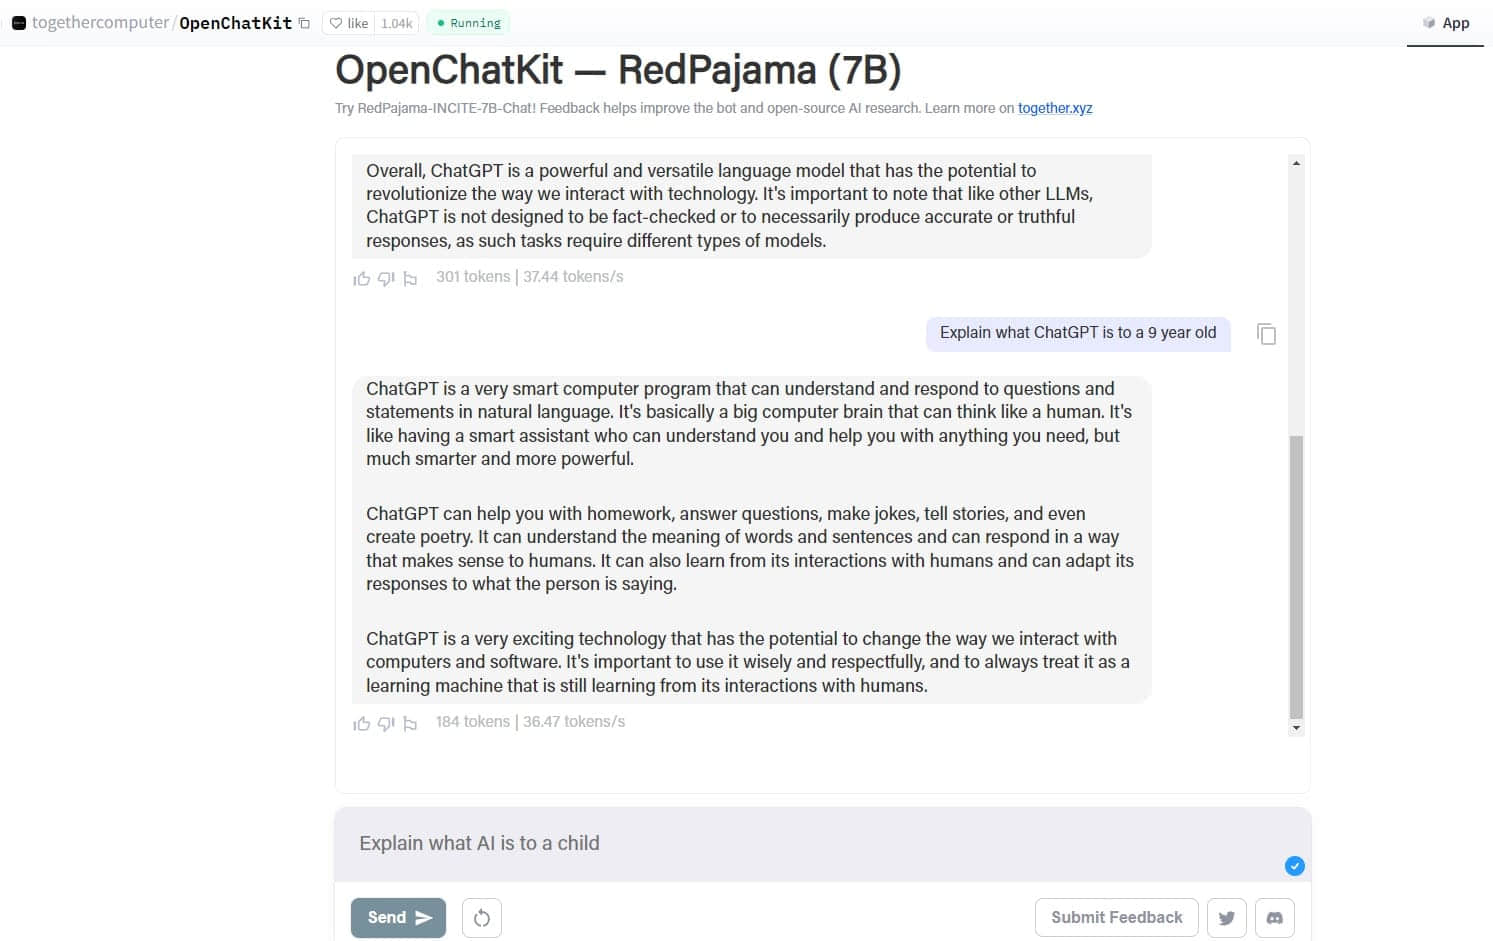 togethercomputer/OpenChatKit like 1.04k Running App
OpenChatKit — RedPajama (7B)
Try RedPajama-INCITE-7B-Chat! Feedback helps improve the bot and open-source AI research. Learn more on together.xyz
Overall, ChatGPT is a powerful and versatile language model that has the potential to
revolutionize the way we interact with technology. It's important to note that like other LLMs,
ChatGPT is not designed to be fact-checked or to necessarily produce accurate or truthful
responses, as such tasks require different types of models.
301 tokens | 37.44 tokens/s
Explain what ChatGPT is to a 9 year old
ChatGPT is a very smart computer program that can understand and respond to questions and
statements in natural language. It's basically a big computer brain that can think like a human. It's
like having a smart assistant who can understand you and help you with anything you need, but
much smarter and more powerful.
ChatGPT can help you with homework, answer questions, make jokes, tell stories, and even
create poetry. It can understand the meaning of words and sentences and can respond in a way
that makes sense to humans. It can also learn from its interactions with humans and can adapt its
responses to what the person is saying.
ChatGPT is a very exciting technology that has the potential to change the way we interact with
computers and software. It's important to use it wisely and respectfully, and to always treat it as a
learning machine that is still learning from its interactions with humans.
184 tokens | 36.47 tokens/s
Explain what AI is to a child
Send Submit Feedback